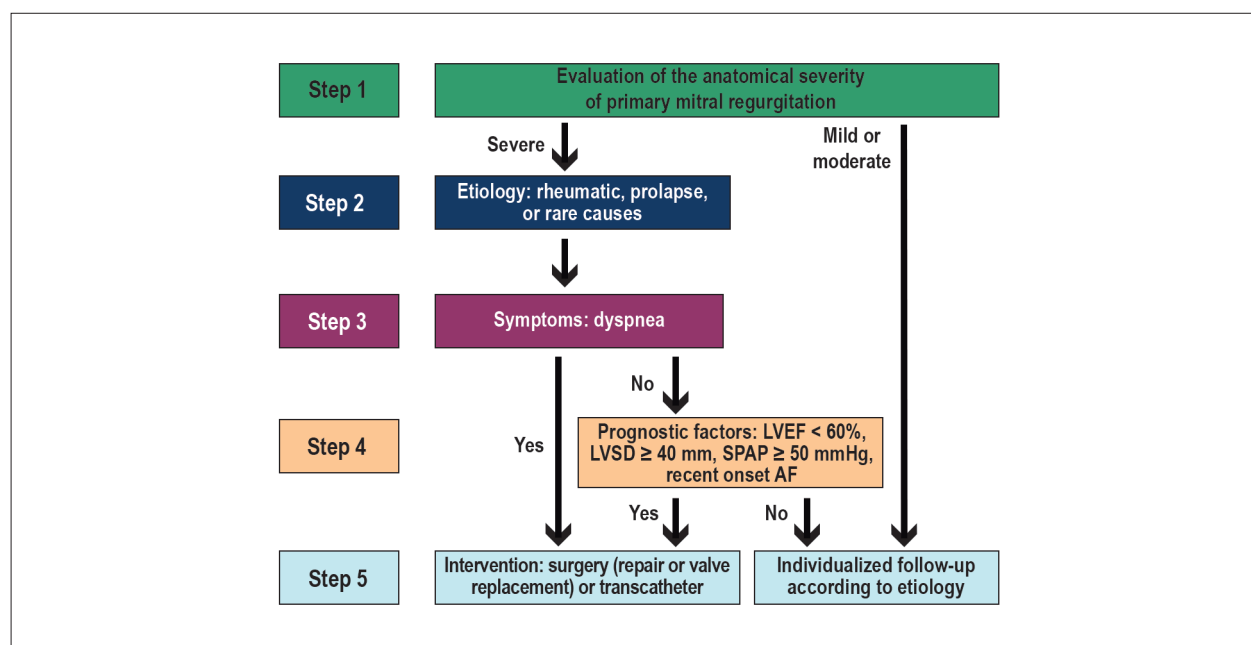 Step 1
Evaluation of the anatomical severity
of primary mitral regurgitation
Severe
Mild or
moderate
Step 2
Etiology: rheumatic, prolapse,
or rare causes
Step 3
Symptoms: dyspnea
No
Yes
Step 4
Prognostic factors: LVEF < 60%,
LVSD ≥ 40 mm, SPAP ≥ 50 mmHg,
recent onset AF
Yes
No
Step 5
Intervention: surgery (repair or valve
replacement) or transcatheter
Individualized follow-up
according to etiology